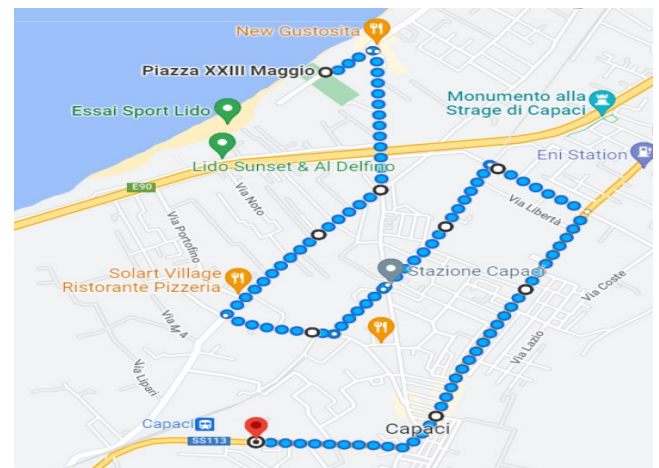 New Gustosita
Piazza XXIII Maggio
Essai Sport Lido
Monumento alla
Strage di Capaci
Eni Station
Lido Sunset & Al Delfino
E90
Via Noto
Via Libertà
Via Portofino
Solart Village
Ristorante Pizzeria
Stazione Capaci
Via Coste
Via M A
Via Lazio
Via Lipari
Capaci
Capaci
SS113